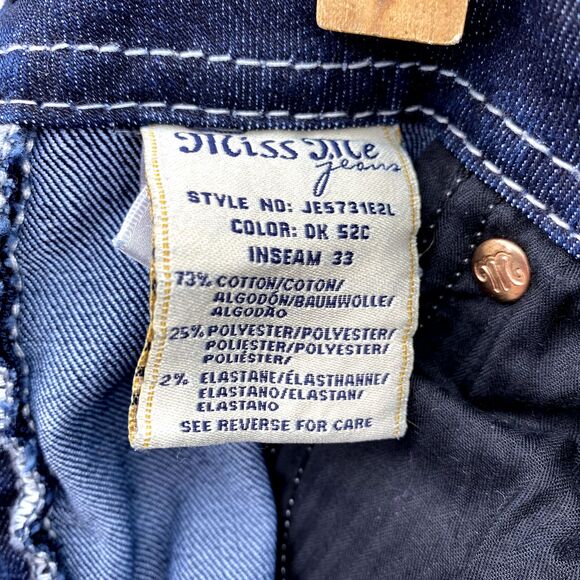 Miss Me
jeans
STYLE NO: JE5731E2L
COLOR: DK 52C
INSEAM 33
73% COTTON/COTON/
ALGODÓN/BAUMWOLLE/
ALGODÃO
25% POLYESTER/POLYESTER/
POLIÉSTER/POLYESTER/
POLIÉSTER/
2% ELASTANE/ÉLASTHANNE/
ELASTANO/ELASTAN/
ELASTANO
SEE REVERSE FOR CARE
M